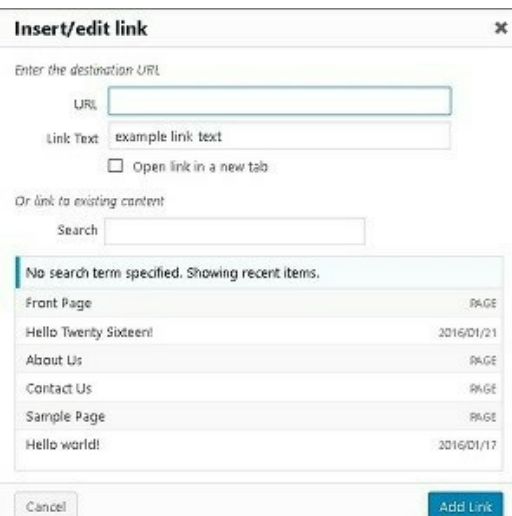 Insert/edit link
Enter the destination URL
URL
Link Text example link text
Open link in a new tab
Or link to existing content
Search
No search term specified. Showing recent items.
Front Page PAGE
Hello Twenty Sixteen! 2016/01/21
About Us PAGE
Contact Us PAGE
Sample Page PAGE
Hello world! 2016/01/17
Cancel Add Link